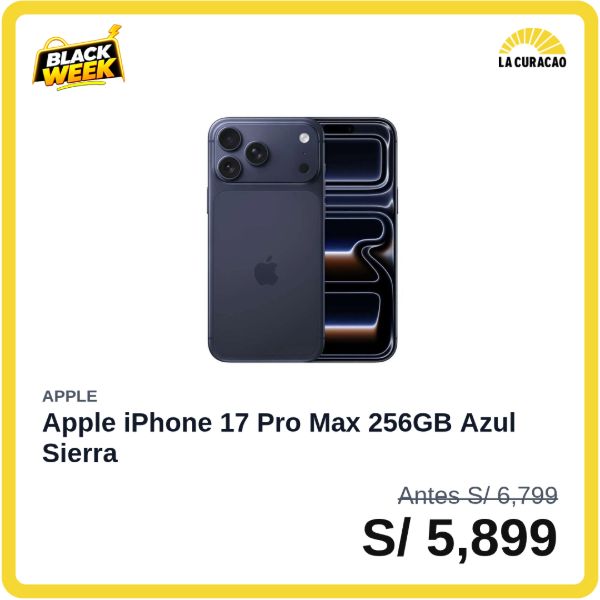 BLACK
WEEK
LA CURACAO
APPLE
Apple iPhone 17 Pro Max 256GB Azul
Sierra
Antes S/ 6,799
S/ 5,899